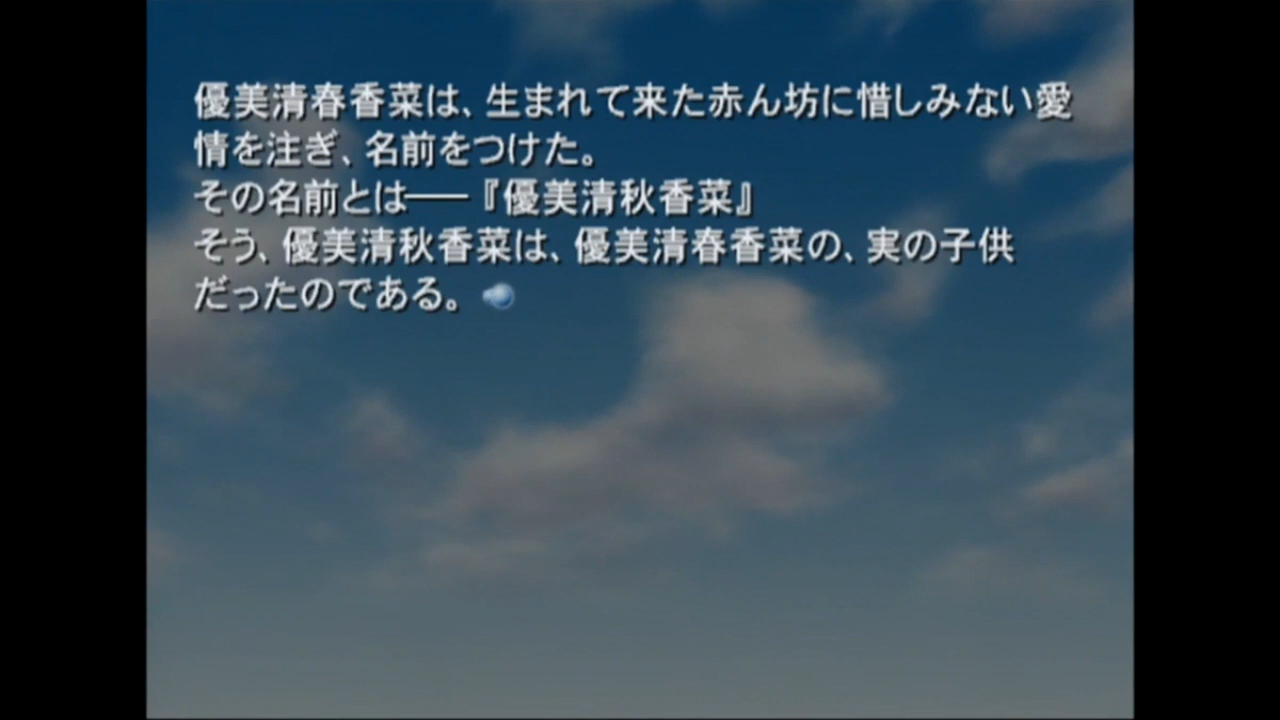 優美清春香菜は、生まれて来た赤ん坊に惜しみない愛
情を注ぎ、名前をつけた。
その名前とは――『優美清秋香菜』
そう、優美清秋香菜は、優美清春香菜の、実の子供
だったのである。